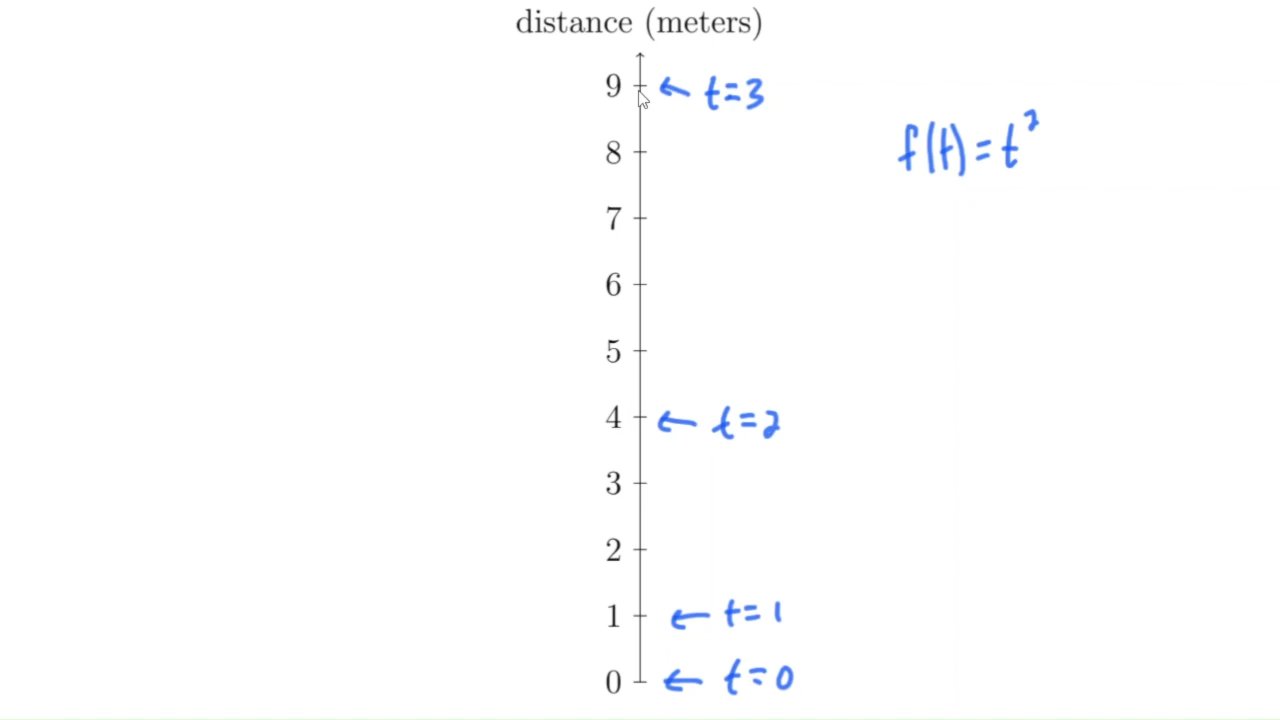 distance (meters)
9 ← t=3
f(t)=t²
8
7
6
5
4 ← t=2
3
2
1 ← t=1
0 ← t=0